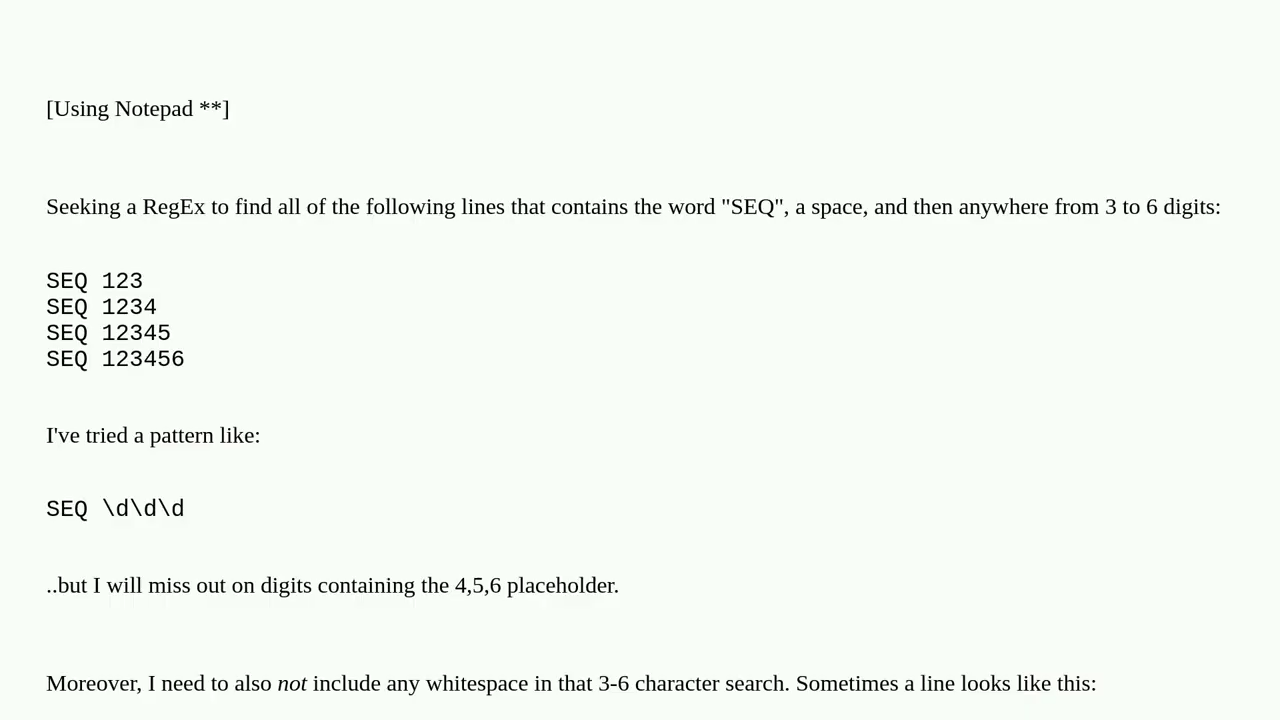 [Using Notepad **]
Seeking a RegEx to find all of the following lines that contains the word "SEQ", a space, and then anywhere from 3 to 6 digits:
SEQ 123
SEQ 1234
SEQ 12345
SEQ 123456
I've tried a pattern like:
SEQ \d\d\d
..but I will miss out on digits containing the 4,5,6 placeholder.
Moreover, I need to also not include any whitespace in that 3-6 character search. Sometimes a line looks like this: